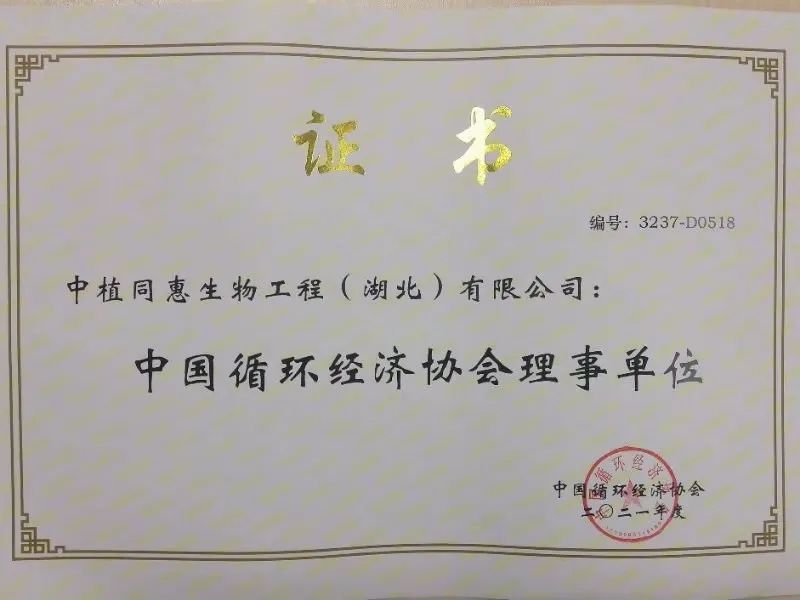 证书
编号：3237-D0518
中植同惠生物工程（湖北）有限公司：
中国循环经济协会理事单位
中国循环经济协会
二〇二一年度